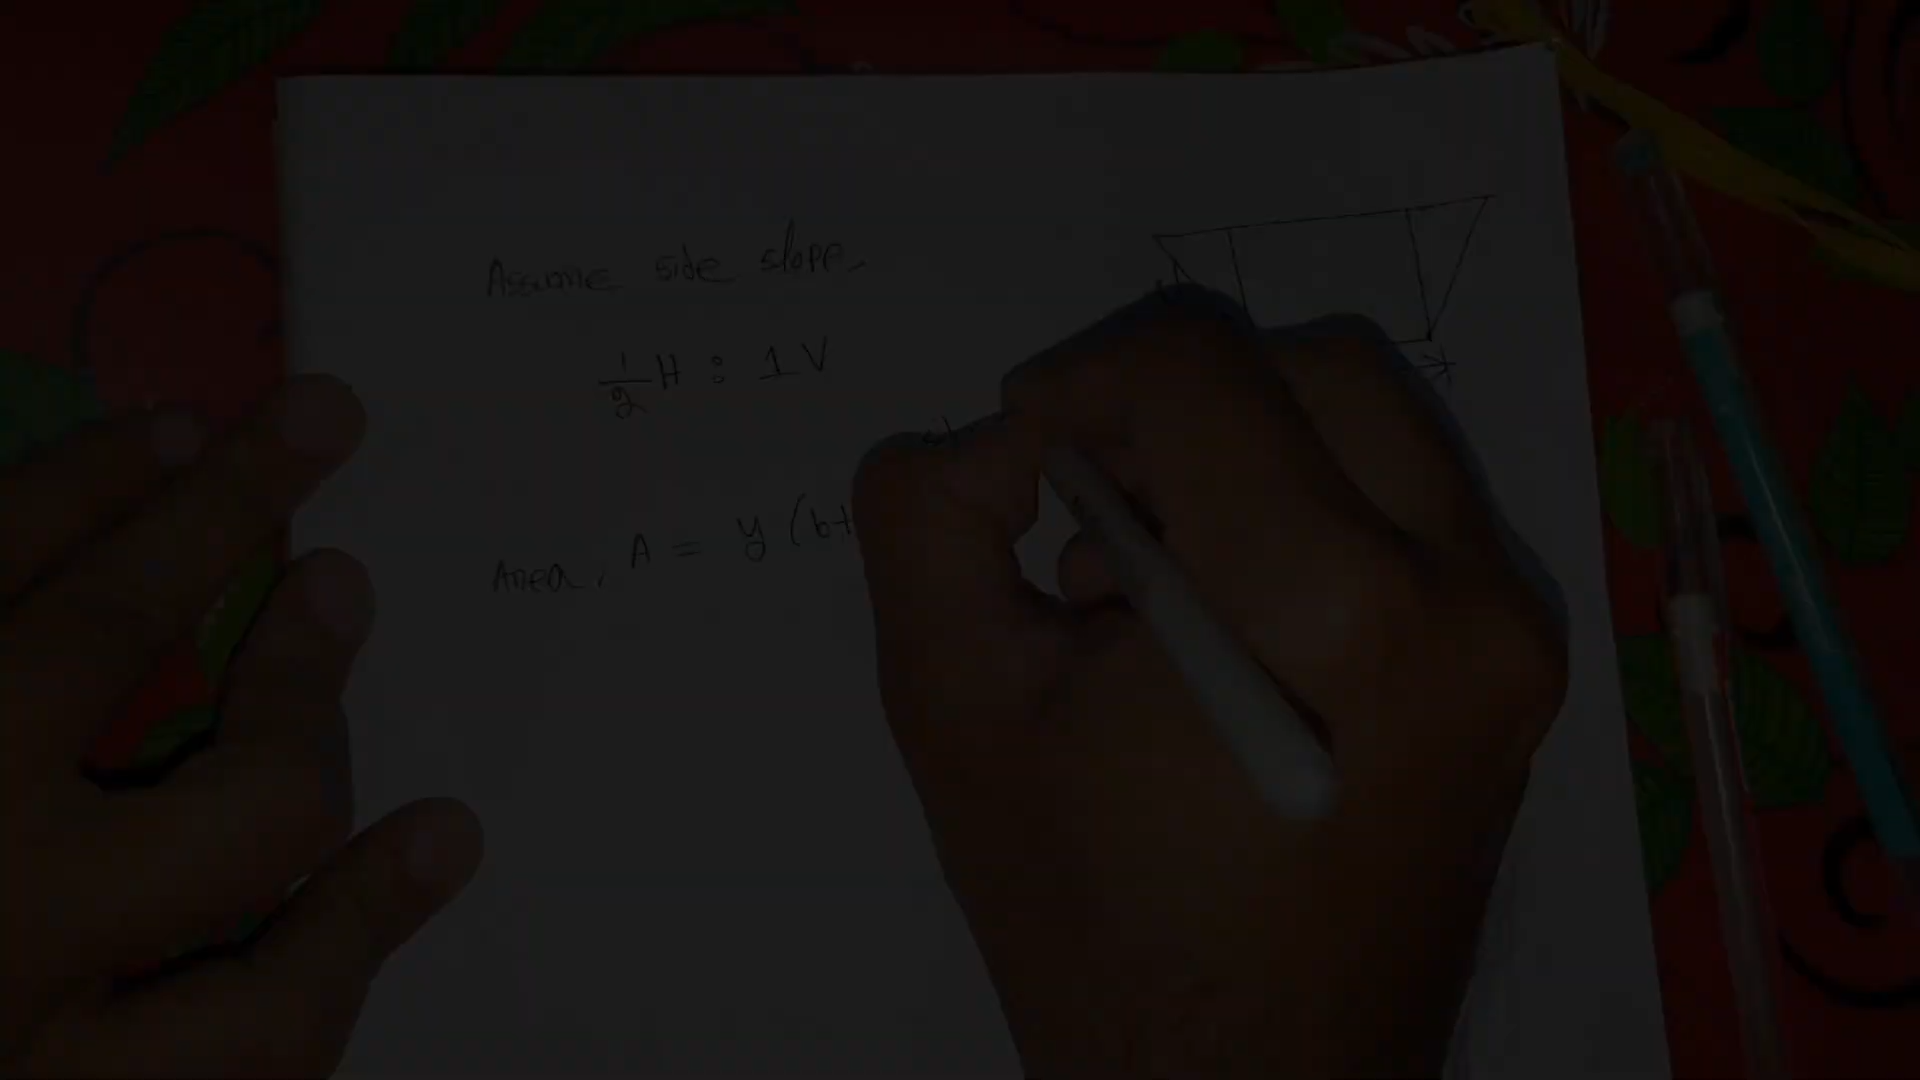 Assume side slope,
1/2 H : 1 V
Area, A = y (b+